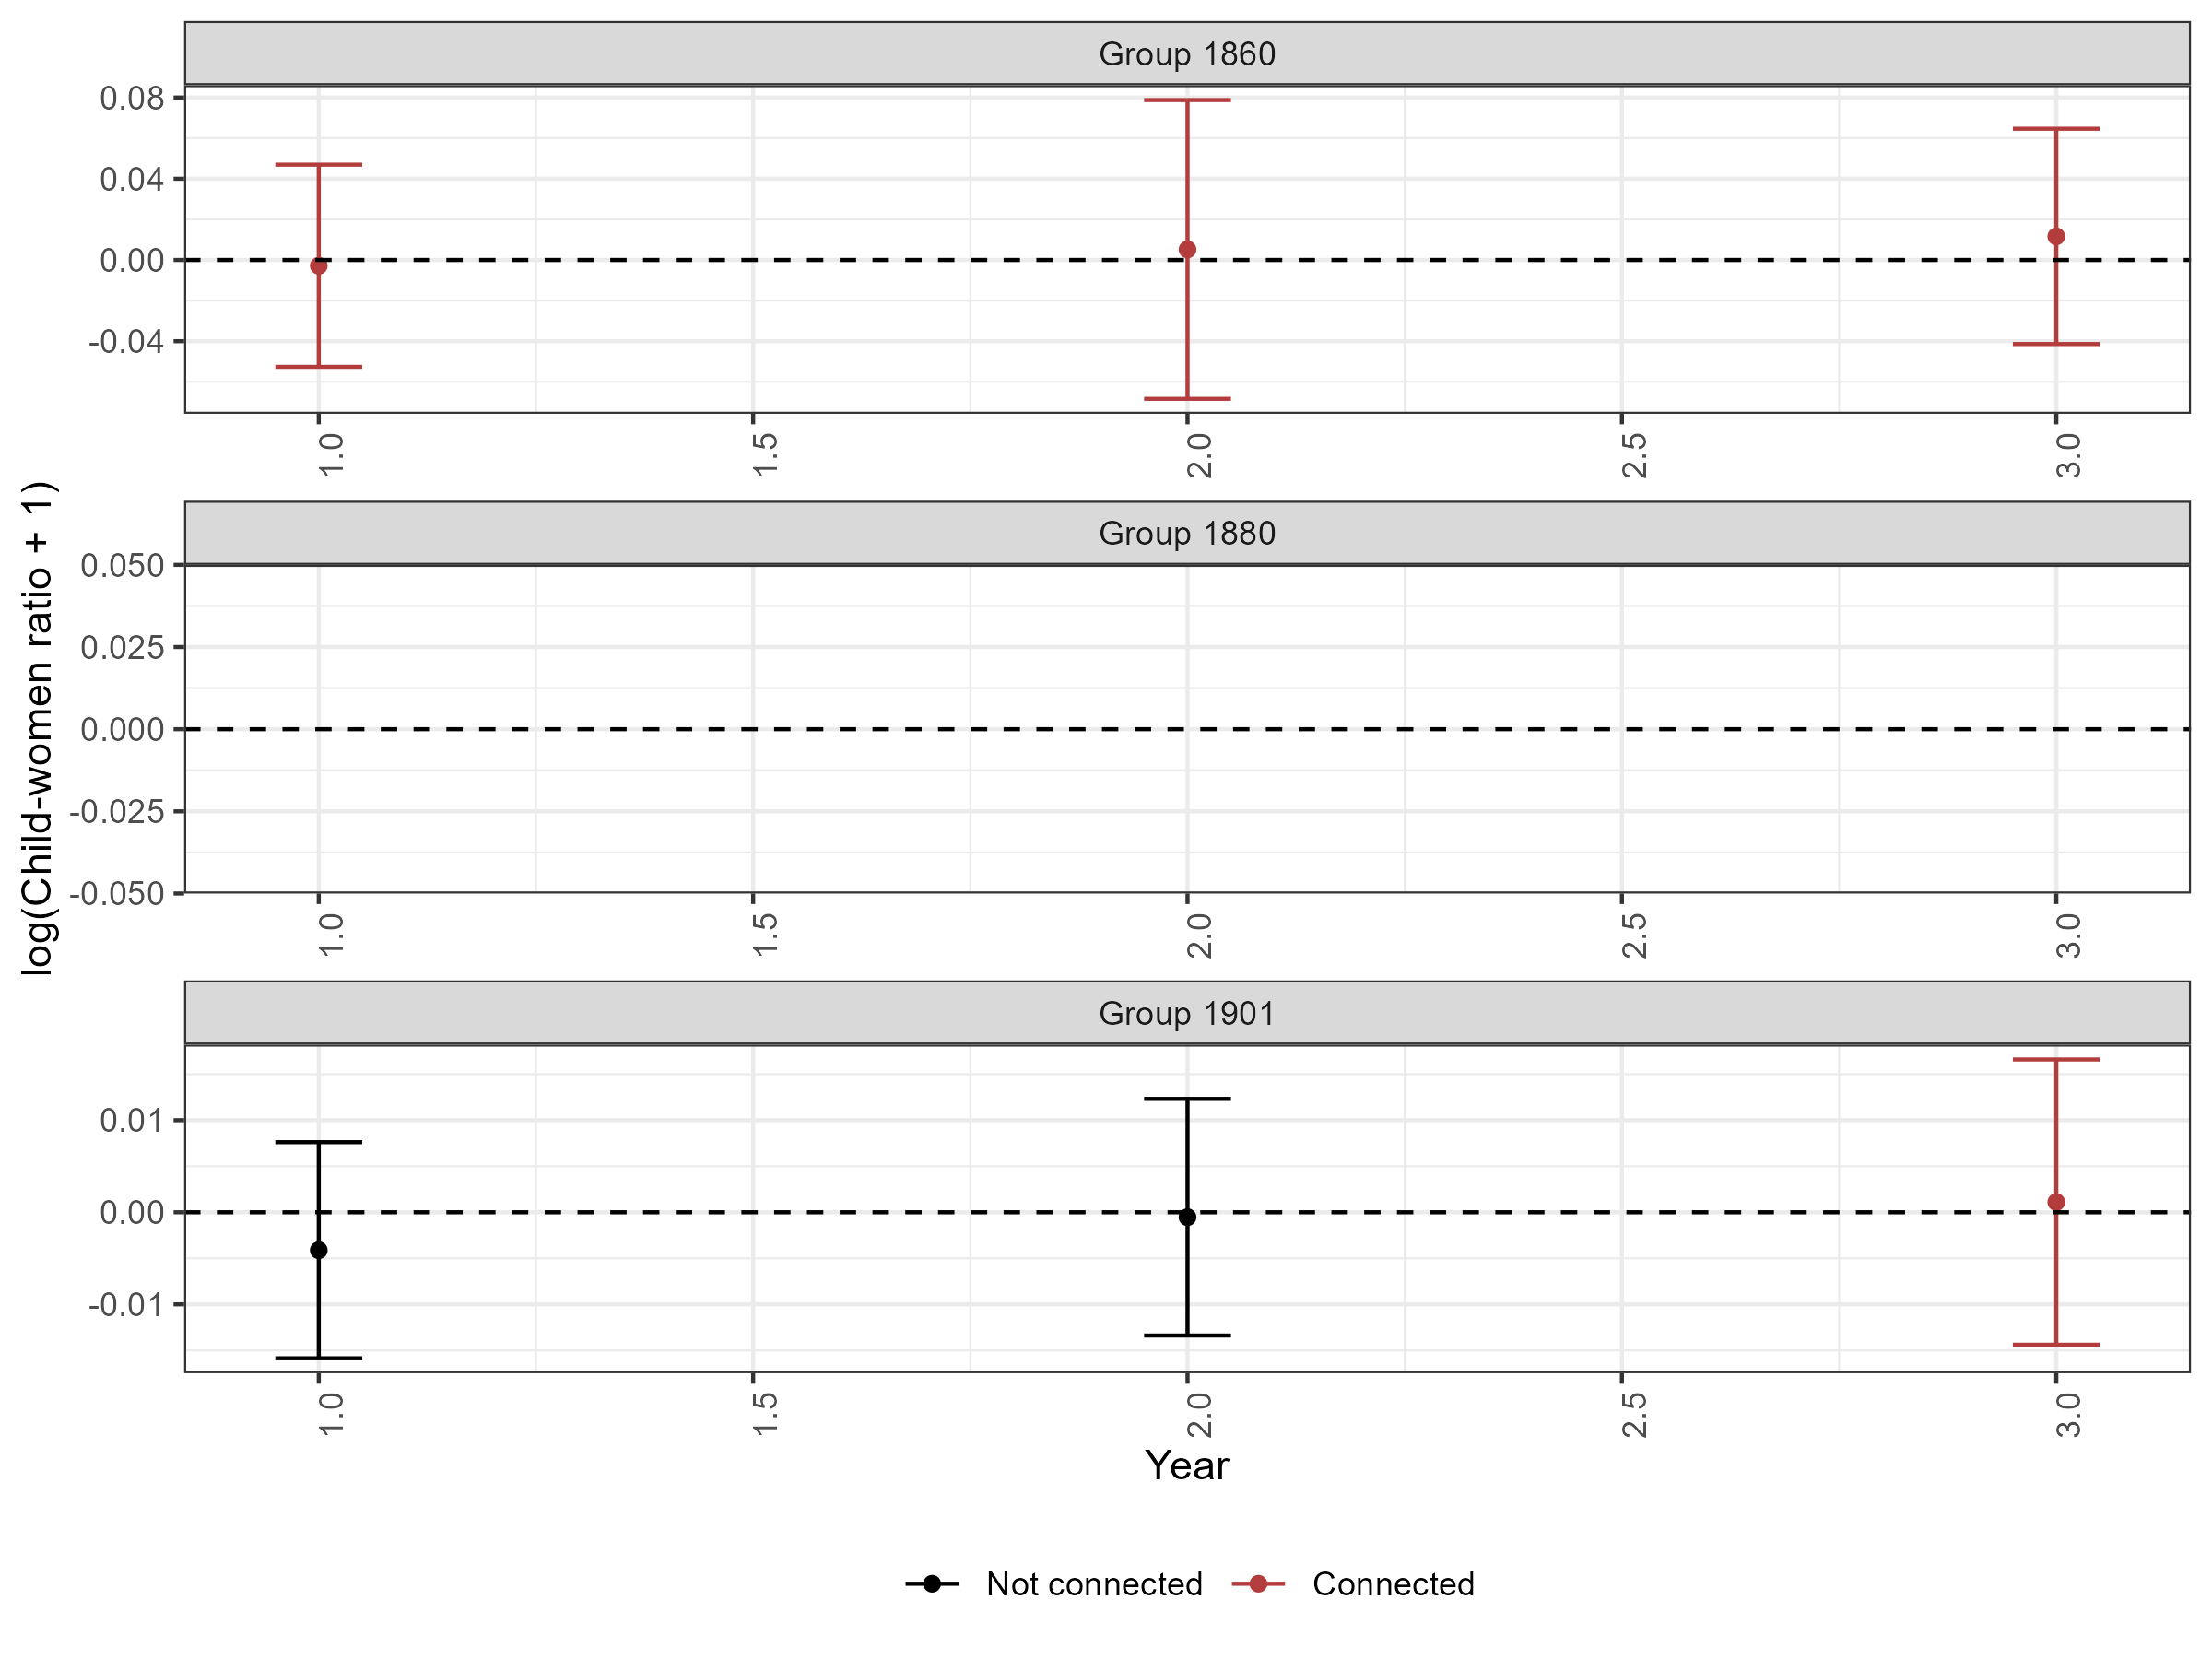 Group 1860
0.08
0.04
0.00
-0.04
1.0 1.5 2.0 2.5 3.0
Group 1880
0.050
0.025
0.000
-0.025
-0.050
1.0 1.5 2.0 2.5 3.0
Group 1901
0.01
0.00
-0.01
1.0 1.5 2.0 2.5 3.0
log(Child-women ratio + 1)
Year
Not connected Connected